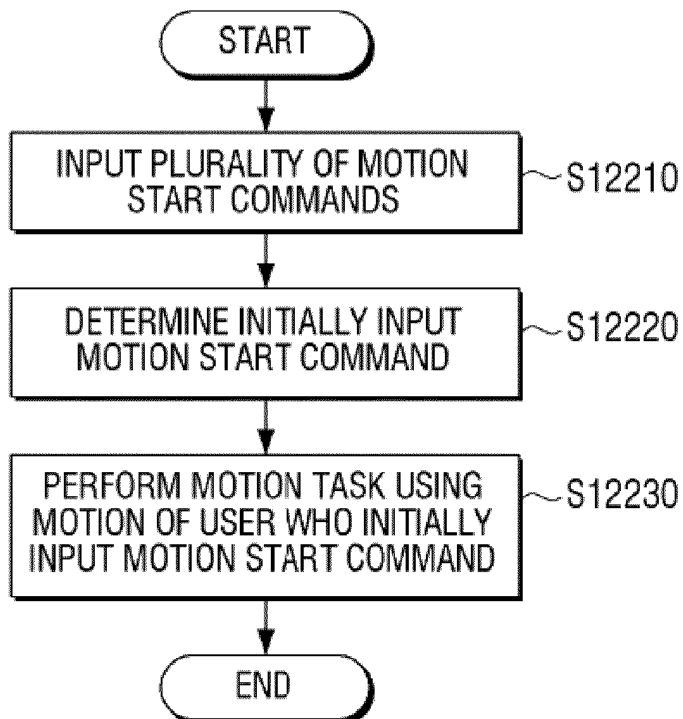 START
INPUT PLURALITY OF MOTION
START COMMANDS
S12210
DETERMINE INITIALLY INPUT
MOTION START COMMAND
S12220
PERFORM MOTION TASK USING
MOTION OF USER WHO INITIALLY
INPUT MOTION START COMMAND
S12230
END